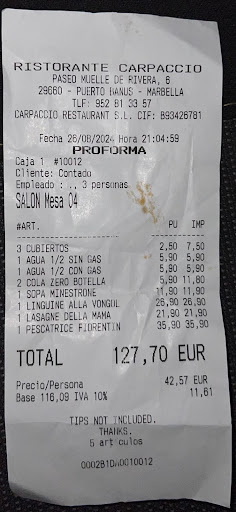 RISTORANTE CARPACCIO
PASEO MUELLE DE RIVERA, 6
29660 - PUERTO BANUS - MARBELLA
TLF: 952 81 33 57
CARPACCIO RESTAURANT S.L. CIF: B93426781
Fecha 26/08/2024 Hora 21:04:59
PROFORMA
Caja 1 #10012
Cliente: Contado
Empleado : ., 3 personas
SALON Mesa 04
#ART. PU IMP
3 CUBIERTOS 2,50 7,50
1 AGUA 1/2 SIN GAS 5,90 5,90
1 AGUA 1/2 CON GAS 5,90 5,90
2 COLA ZERO BOTELLA 5,90 11,80
1 SOPA MINESTRONE 11,90 11,90
1 LINGUINE ALLA VONGUL 26,90 26,90
1 LASAGNE DELLA MAMA 21,90 21,90
1 PESCATRICE FIORENTIN 35,90 35,90
TOTAL 127,70 EUR
Precio/Persona 42,57 EUR
Base 116,09 IVA 10% 11,61
TIPS NOT INCLUDED.
THANKS.
6 art culos
0002B1DA0010012